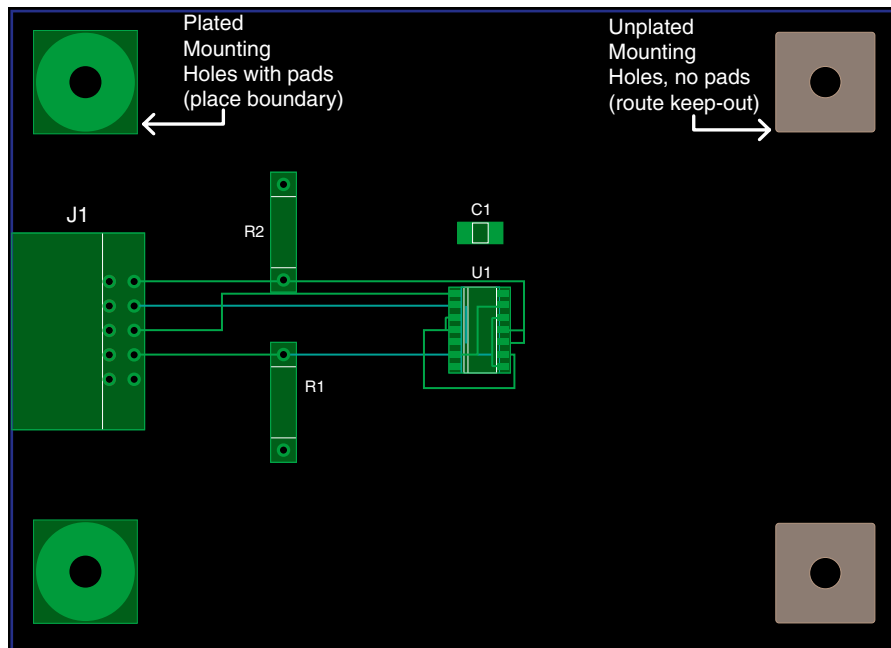 Plated
Mounting
Holes with pads
(place boundary)
Unplated
Mounting
Holes, no pads
(route keep-out)
J1
R2
C1
U1
R1